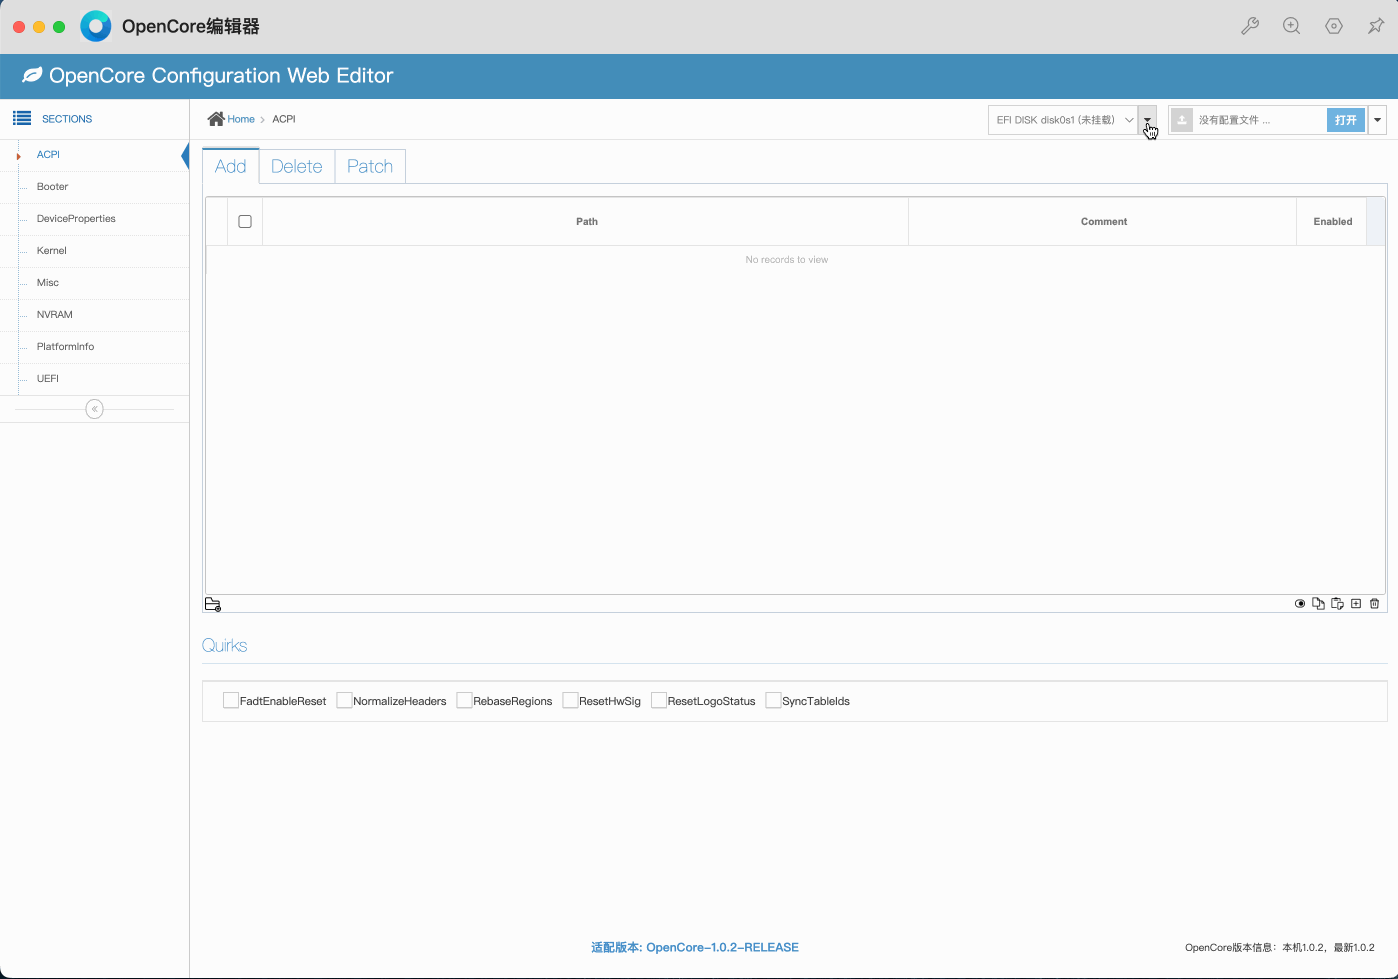 OpenCore编辑器
OpenCore Configuration Web Editor
SECTIONS
Home > ACPI
EFI DISK disk0s1 (未挂载)
没有配置文件 ...
打开
ACPI
Booter
DeviceProperties
Kernel
Misc
NVRAM
PlatformInfo
UEFI
Add
Delete
Patch
Path
Comment
Enabled
No records to view
Quirks
FadtEnableReset
NormalizeHeaders
RebaseRegions
ResetHwSig
ResetLogoStatus
SyncTableIds
适配版本: OpenCore-1.0.2-RELEASE
OpenCore版本信息：本机1.0.2，最新1.0.2